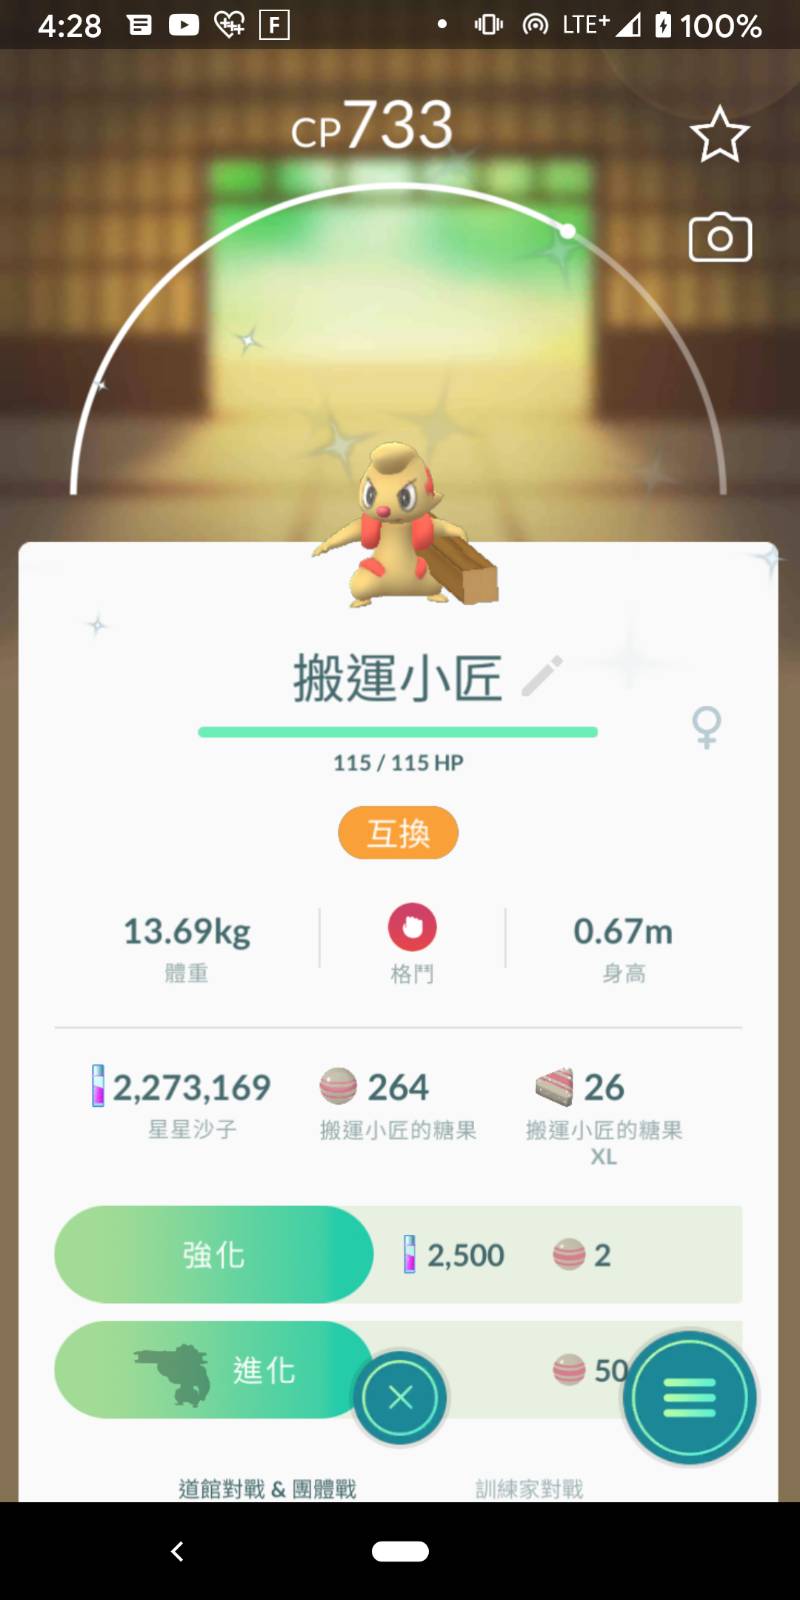 4:28 F LTE+ 100%
CP733
搬運小匠
115 / 115 HP
互換
13.69kg 0.67m
體重 格鬥 身高
2,273,169 264 26
星星沙子 搬運小匠的糖果 搬運小匠的糖果
XL
強化 2,500 2
進化 50
道館對戰 & 團體戰 訓練家對戰